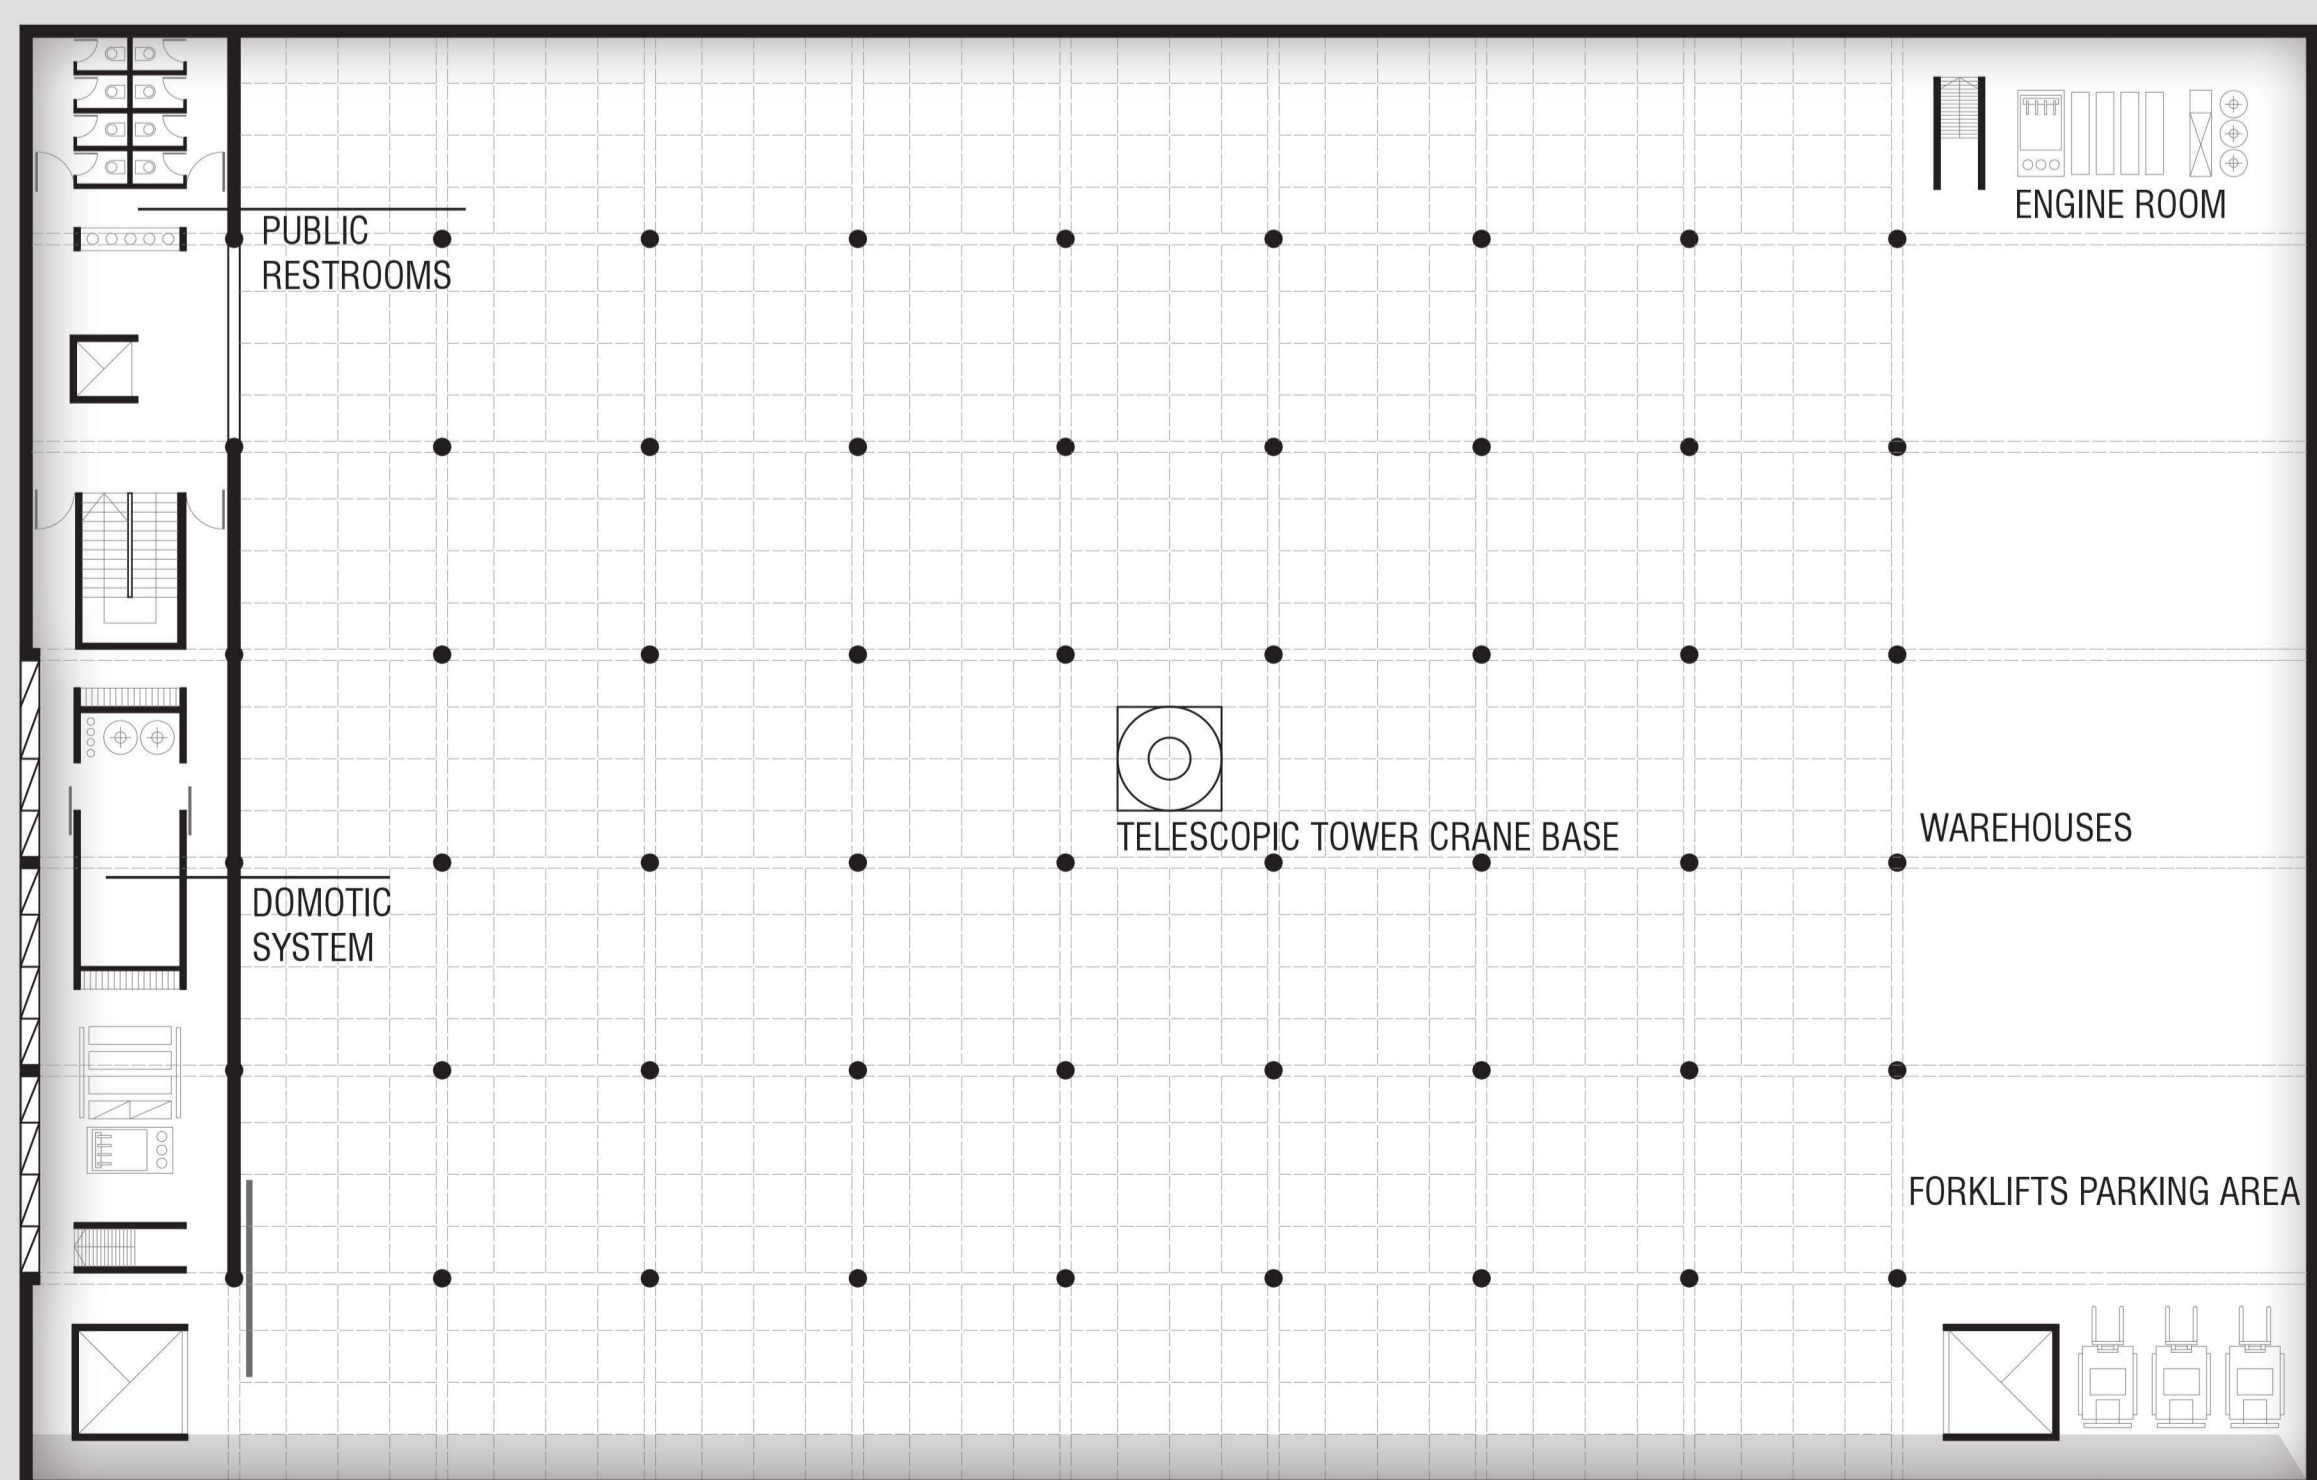 ENGINE ROOM
PUBLIC
RESTROOMS
TELESCOPIC TOWER CRANE BASE
WAREHOUSES
DOMOTIC
SYSTEM
FORKLIFTS PARKING AREA